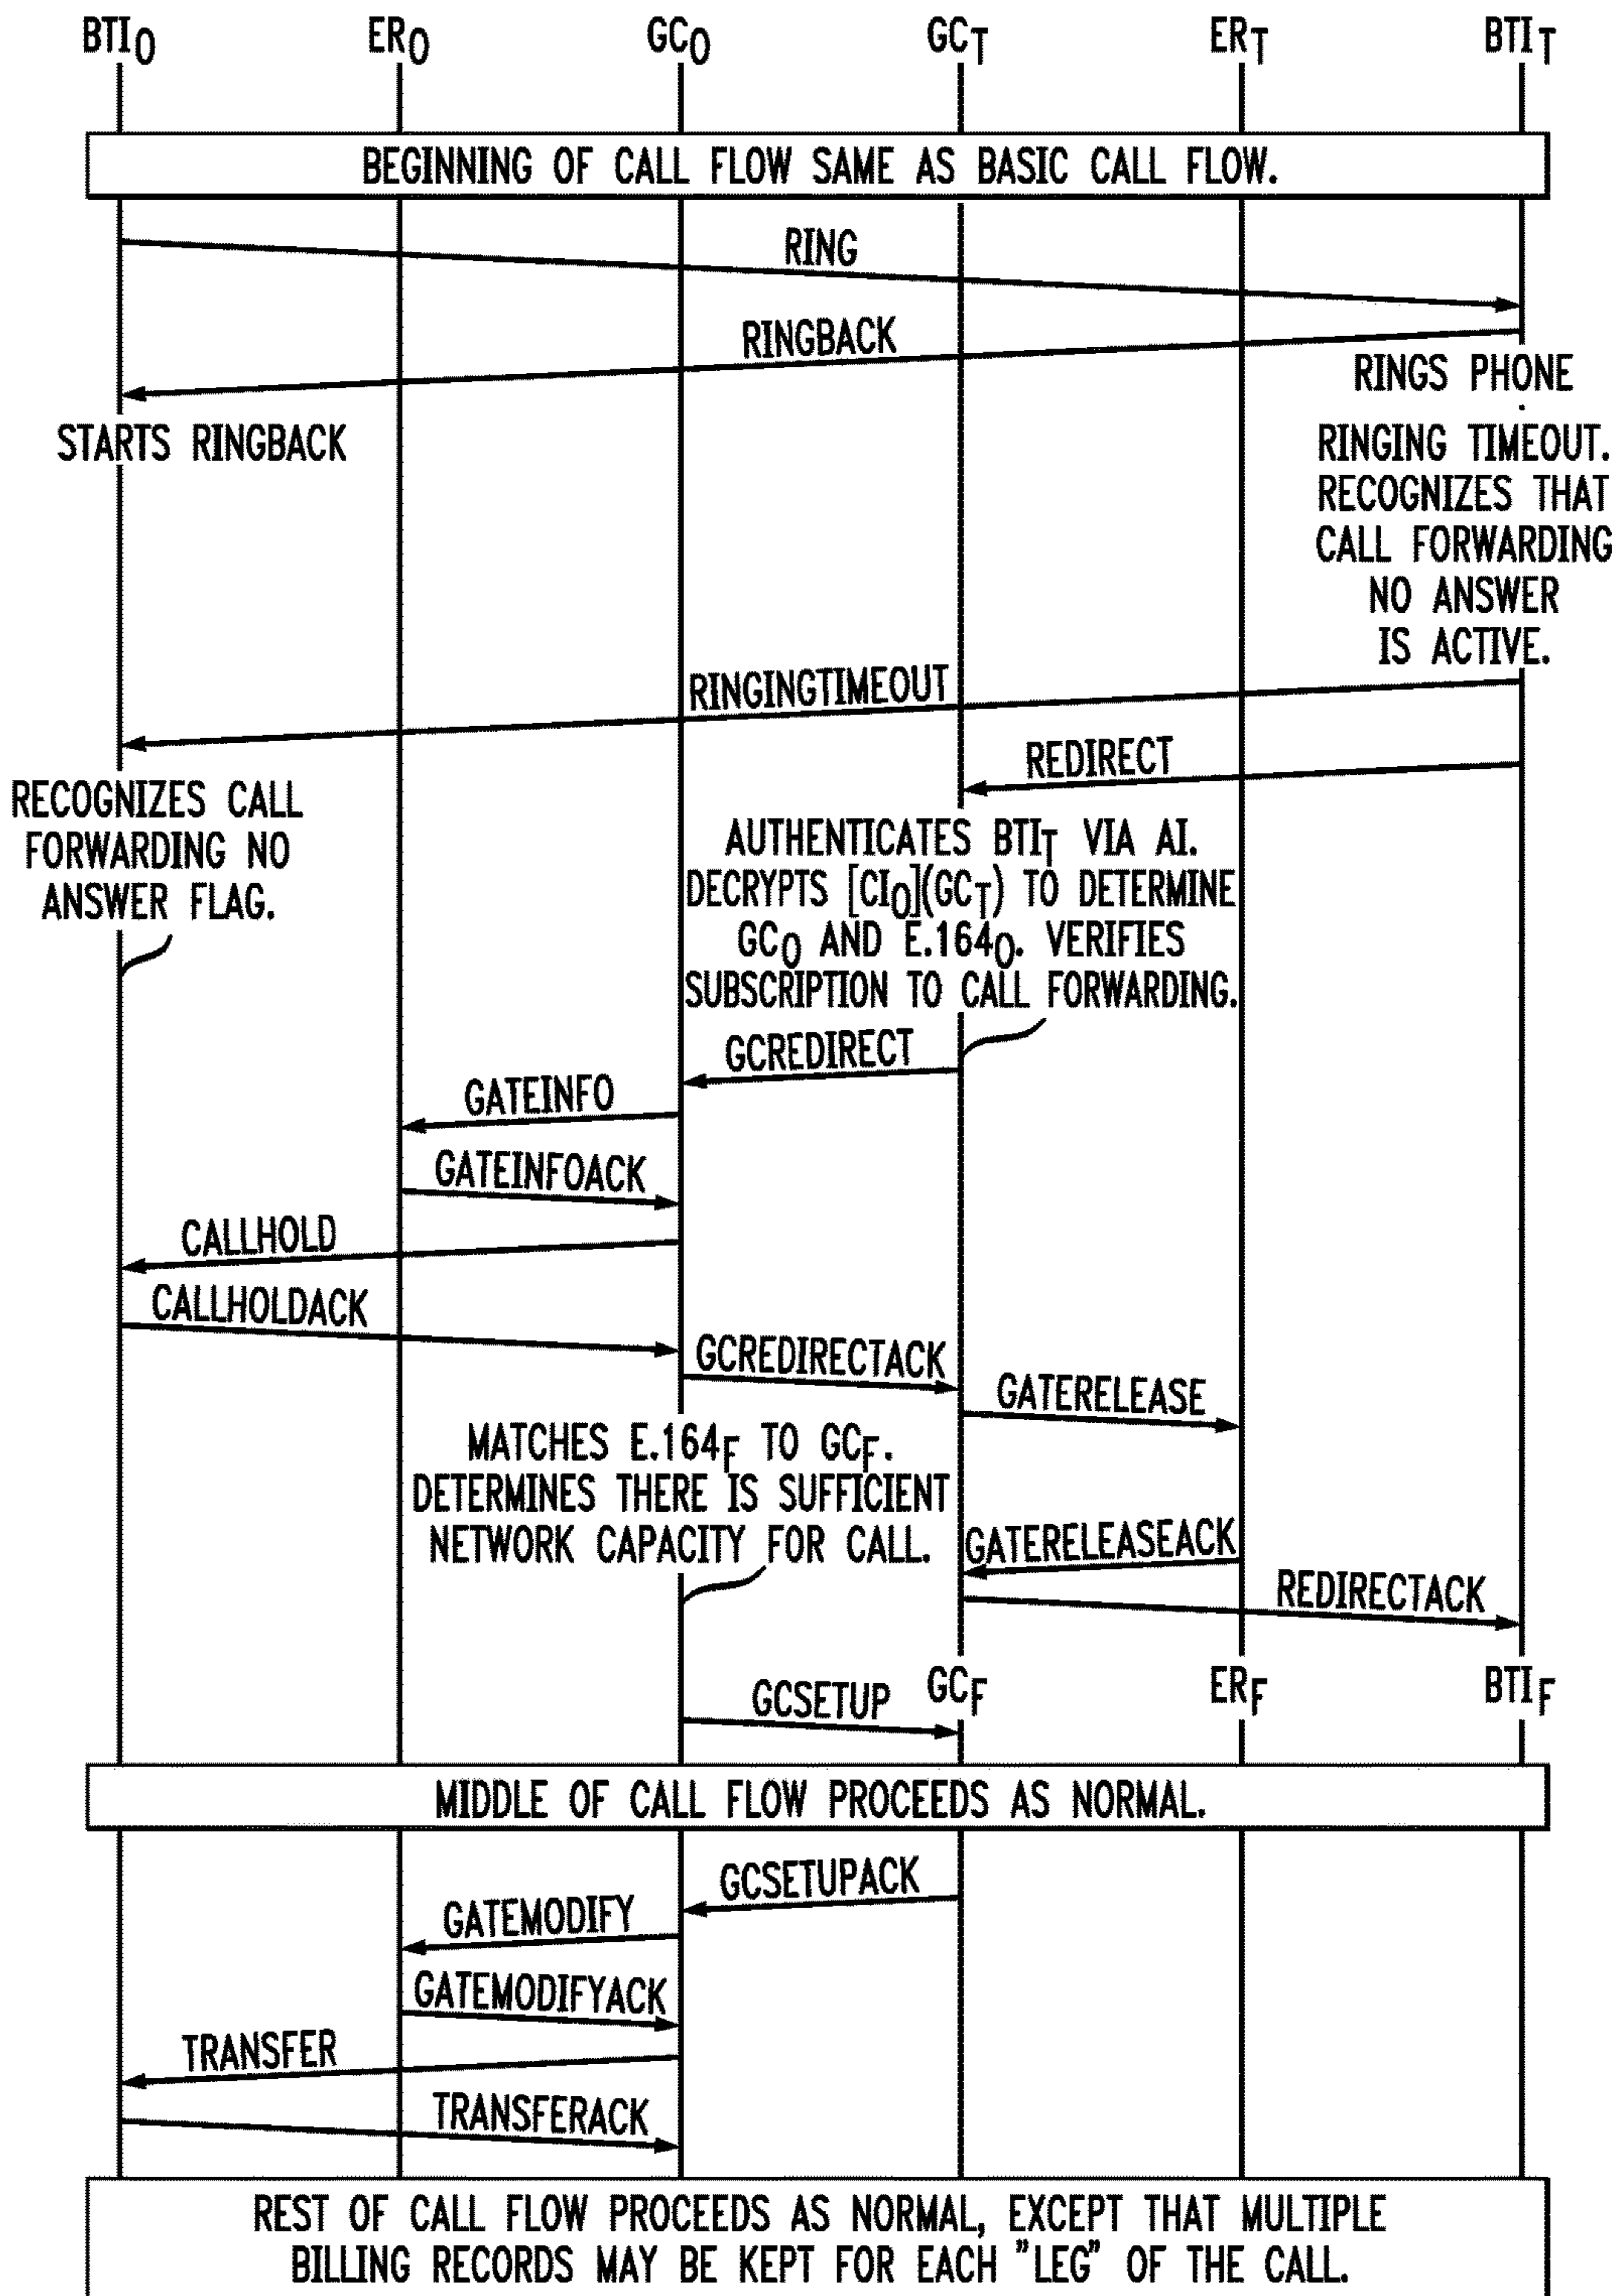 BTIO ERO GCO GCT ERT BTIT
BEGINNING OF CALL FLOW SAME AS BASIC CALL FLOW.
RING
RINGBACK
RINGS PHONE
STARTS RINGBACK
RINGING TIMEOUT.
RECOGNIZES THAT
CALL FORWARDING
NO ANSWER
IS ACTIVE.
RINGINGTIMEOUT
REDIRECT
RECOGNIZES CALL
FORWARDING NO
ANSWER FLAG.
AUTHENTICATES BTIT VIA AI.
DECRYPTS [CIO](GCT) TO DETERMINE
GCO AND E.164O. VERIFIES
SUBSCRIPTION TO CALL FORWARDING.
GCREDIRECT
GATEINFO
GATEINFOACK
CALLHOLD
CALLHOLDACK
GCREDIRECTACK
GATERELEASE
MATCHES E.164F TO GCF.
DETERMINES THERE IS SUFFICIENT
NETWORK CAPACITY FOR CALL.
GATERELEASEACK
REDIRECTACK
GCF ERF BTIF
GCSETUP
MIDDLE OF CALL FLOW PROCEEDS AS NORMAL.
GCSETUPACK
GATEMODIFY
GATEMODIFYACK
TRANSFER
TRANSFERACK
REST OF CALL FLOW PROCEEDS AS NORMAL, EXCEPT THAT MULTIPLE
BILLING RECORDS MAY BE KEPT FOR EACH "LEG" OF THE CALL.